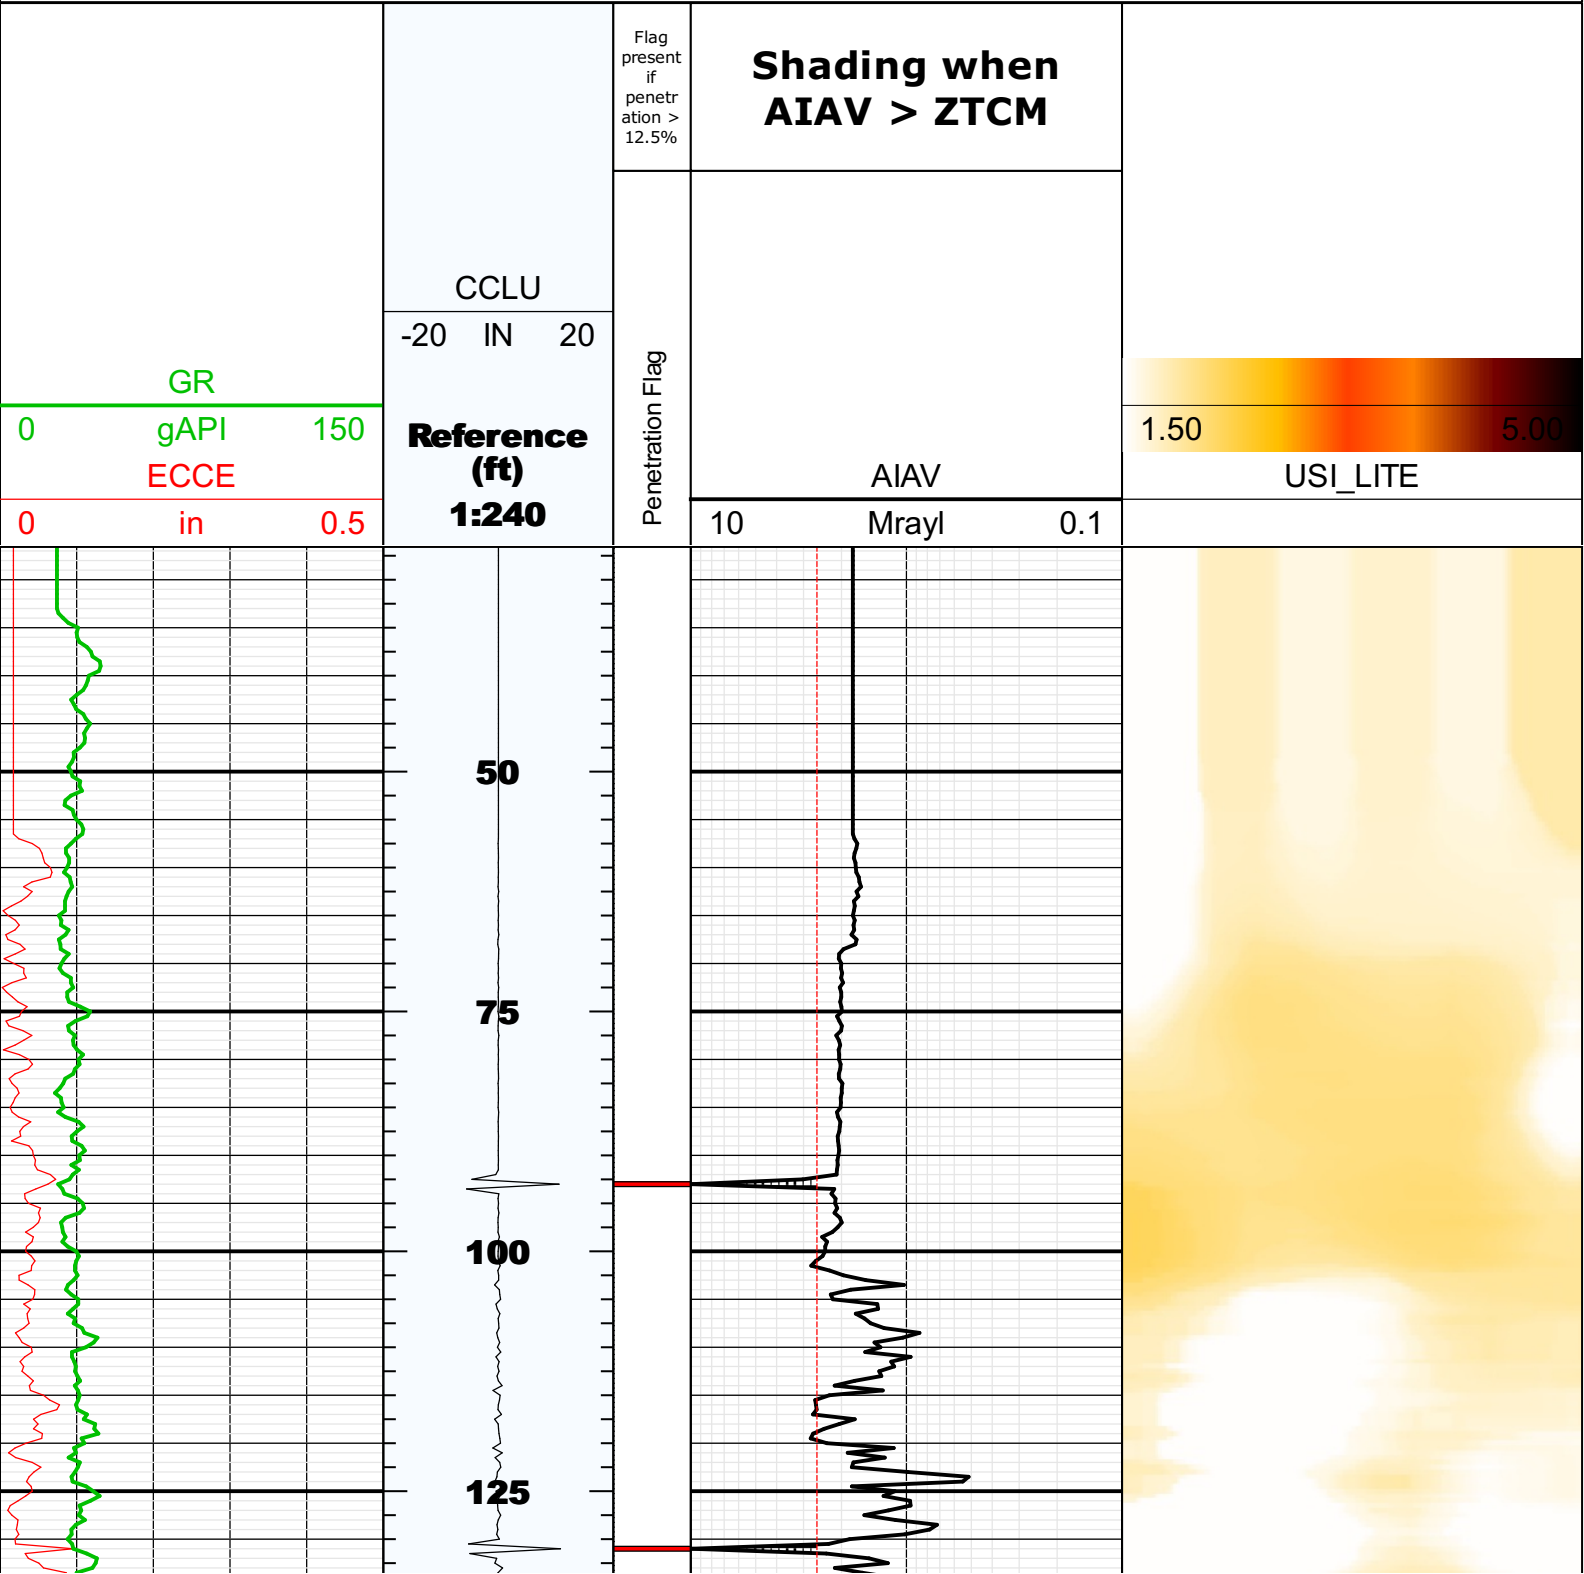 Flag
present
if
penetr
ation >
12.5%
Shading when
AIAV > ZTCM
CCLU
-20 IN 20
GR
0 gAPI 150
ECCE
0 in 0.5
Reference
(ft)
1:240
Penetration Flag
AIAV
10 Mrayl 0.1
1.50 5.00
USI_LITE
50
75
100
125